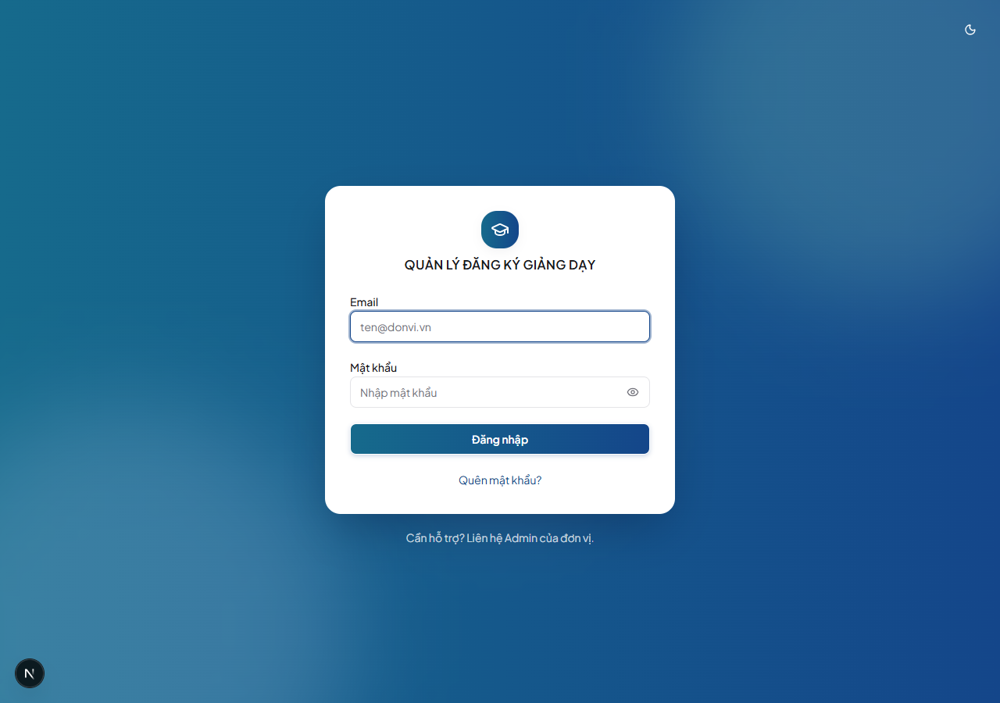 QUẢN LÝ ĐĂNG KÝ GIẢNG DẠY
Email
ten@donvi.vn
Mật khẩu
Nhập mật khẩu
Đăng nhập
Quên mật khẩu?
Cần hỗ trợ? Liên hệ Admin của đơn vị.
N